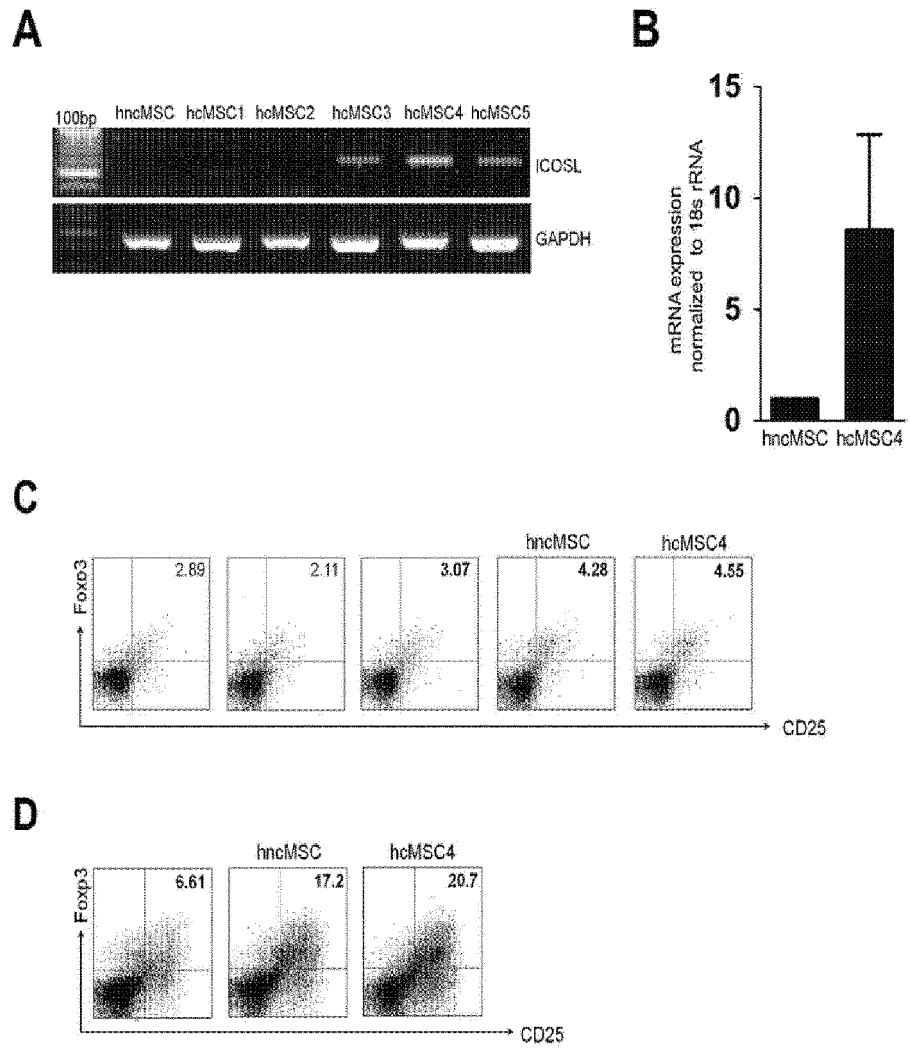 A
100bp hncMSC hcMSC1 hcMSC2 hcMSC3 hcMSC4 hcMSC5
ICOSL
GAPDH
B
mRNA expression
normalized to 18s rRNA
15
10
5
0
hncMSC hcMSC4
C
hncMSC hcMSC4
Foxp3
2.89 2.11 3.07 4.28 4.55
CD25
D
hncMSC hcMSC4
Foxp3
6.61 17.2 20.7
CD25